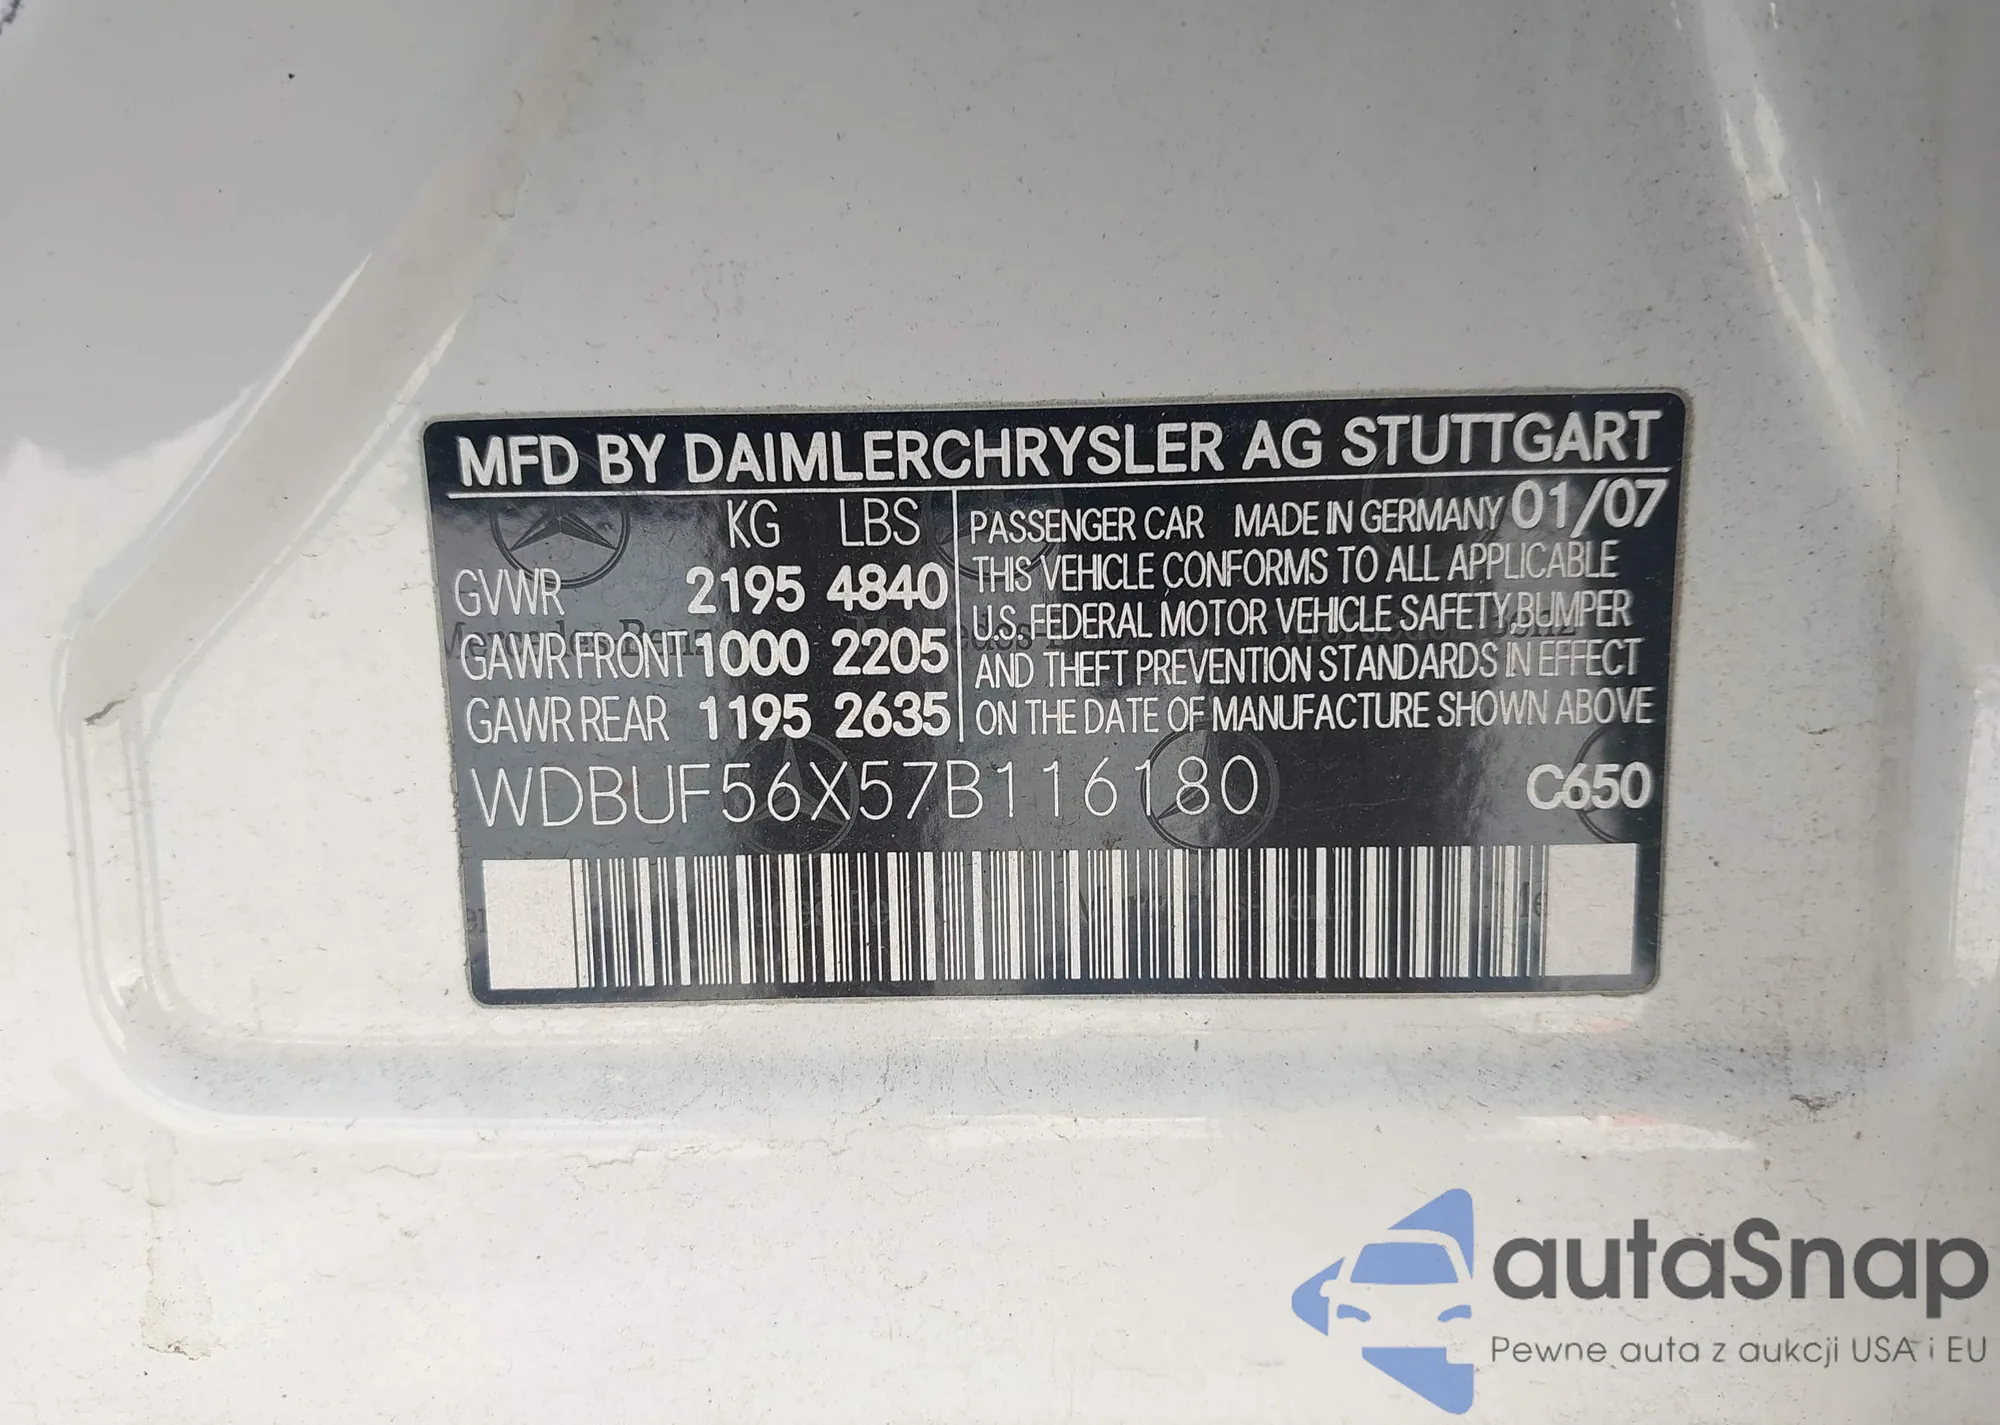 MFD BY DAIMLERCHRYSLER AG STUTTGART
KG LBS
GVWR 2195 4840
GAWR FRONT 1000 2205
GAWR REAR 1195 2635
PASSENGER CAR MADE IN GERMANY 01/07
THIS VEHICLE CONFORMS TO ALL APPLICABLE
U.S. FEDERAL MOTOR VEHICLE SAFETY,BUMPER
AND THEFT PREVENTION STANDARDS IN EFFECT
ON THE DATE OF MANUFACTURE SHOWN ABOVE
WDBUF56X57B116180 C650
autaSnap
Pewne auta z aukcji USA i EU